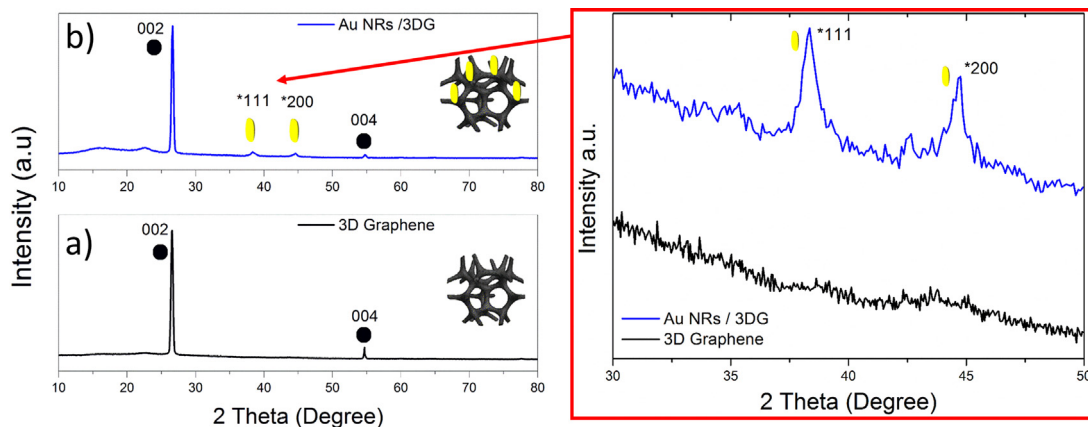 b)
Au NRs /3DG
002
*111
*200
004
10 20 30 40 50 60 70 80
a)
3D Graphene
002
004
10 20 30 40 50 60 70 80
2 Theta (Degree)
Intensity (a.u)
*111
*200
Au NRs / 3DG
3D Graphene
30 35 40 45 50
2 Theta (Degree)
Intensity a.u.